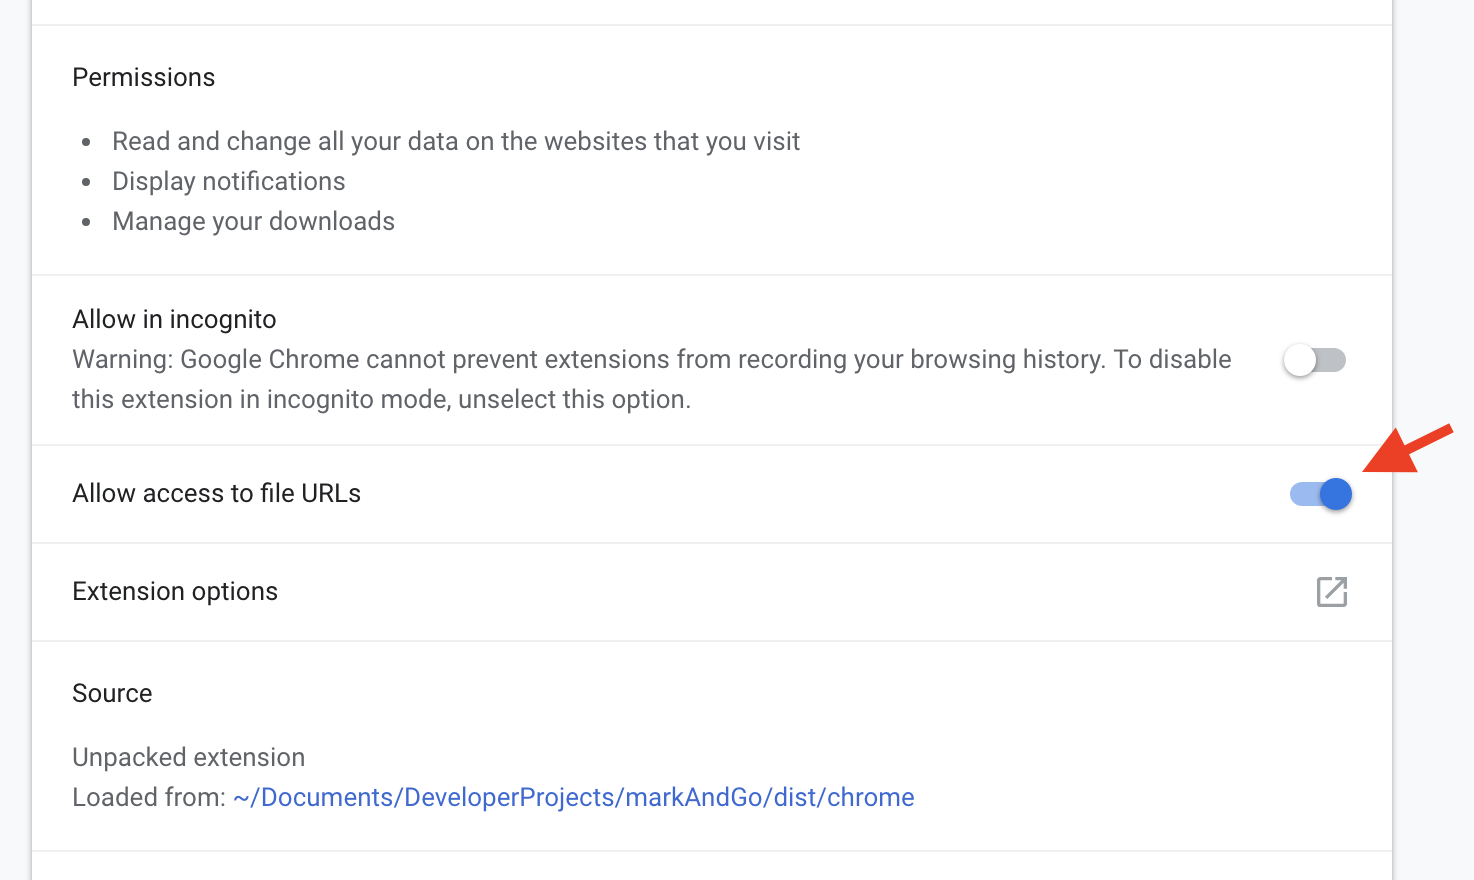 Permissions
Read and change all your data on the websites that you visit
Display notifications
Manage your downloads
Allow in incognito
Warning: Google Chrome cannot prevent extensions from recording your browsing history. To disable
this extension in incognito mode, unselect this option.
Allow access to file URLs
Extension options
Source
Unpacked extension
Loaded from: ~/Documents/DeveloperProjects/markAndGo/dist/chrome